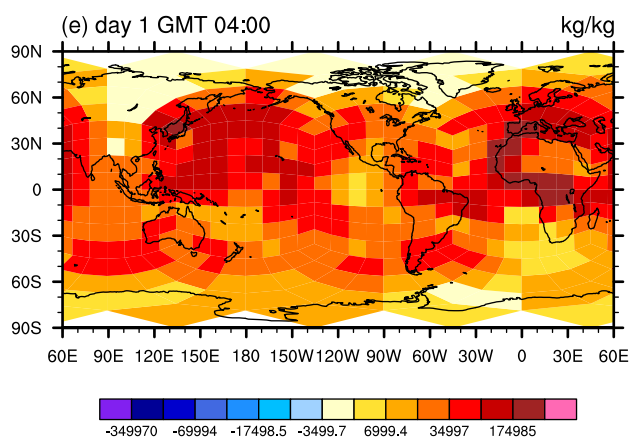 (e) day 1 GMT 04:00 kg/kg
90N
60N
30N
0
30S
60S
90S
60E 90E 120E 150E 180 150W 120W 90W 60W 30W 0 30E 60E
-349970 -69994 -17498.5 -3499.7 6999.4 34997 174985